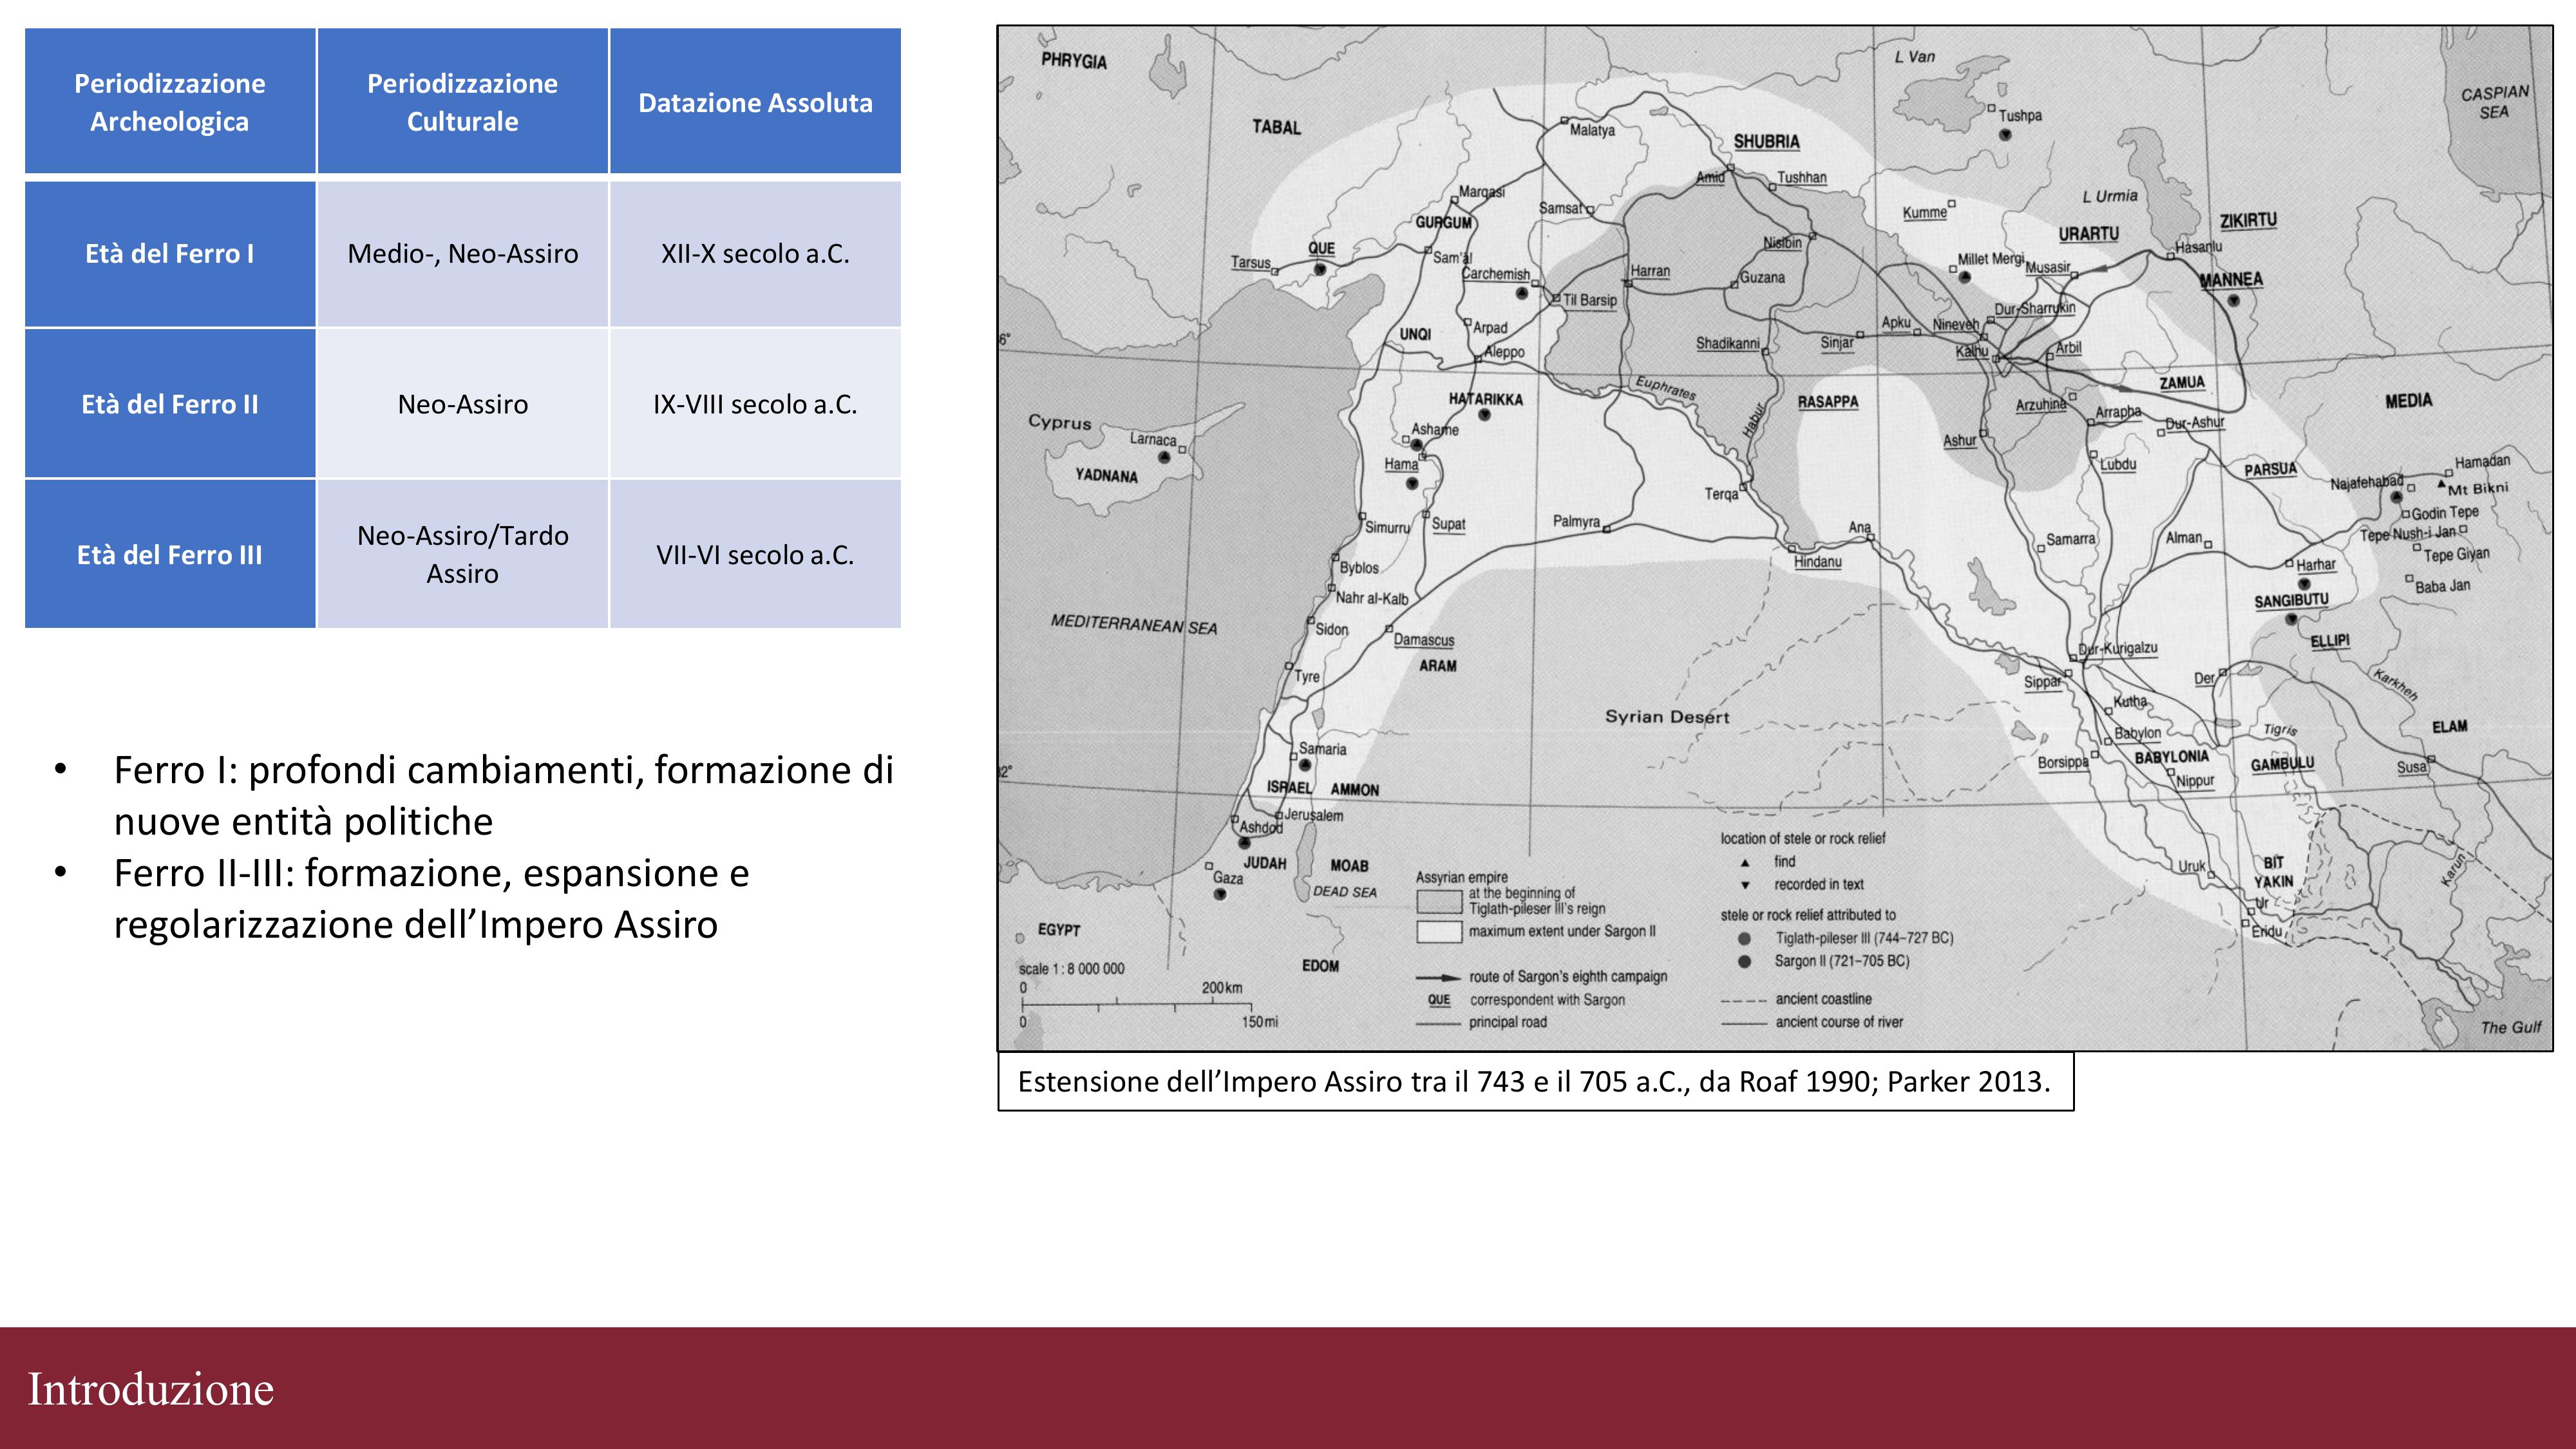 Periodizzazione
Archeologica
Periodizzazione
Culturale
Datazione Assoluta
Età del Ferro I
Medio-, Neo-Assiro
XII-X secolo a.C.
Età del Ferro II
Neo-Assiro
IX-VIII secolo a.C.
Età del Ferro III
Neo-Assiro/Tardo
Assiro
VII-VI secolo a.C.
• Ferro I: profondi cambiamenti, formazione di
nuove entità politiche
• Ferro II-III: formazione, espansione e
regolarizzazione dell’Impero Assiro
PHRYGIA
L Van
CASPIAN
SEA
Tushpa
TABAL
Malatya
SHUBRIA
Amid
Tushhan
Marqasi
Samsat
Kumme
L Urmia
ZIKIRTU
GURGUM
URARTU
QUE
Nisibin
Hasanlu
Tarsus
Sam'al
Carchemish
Harran
Guzana
Millet Mergi
Musasir
MANNEA
Til Barsip
Dur-Sharrukin
UNQI
Arpad
Apku
Nineveh
6°
Aleppo
Shadikanni
Sinjar
Kalhu
Arbil
Euphrates
ZAMUA
HATARIKKA
RASAPPA
Arzuhina
Arrapha
MEDIA
Cyprus
Habur
Dur-Ashur
Larnaca
Ashame
Ashur
YADNANA
Hama
Lubdu
PARSUA
Hamadan
Najafehabad
Mt Bikni
Terqa
Godin Tepe
Simurru
Supat
Palmyra
Ana
Samarra
Alman
Tepe Nush-i Jan
Tepe Giyan
Byblos
Hindanu
Harhar
Baba Jan
Nahr al-Kalb
SANGIBUTU
MEDITERRANEAN SEA
Sidon
Damascus
ELLIPI
ARAM
Dur-Kurigalzu
Tyre
Sippar
Der
Karkheh
Kutha
Syrian Desert
Babylon
Tigris
ELAM
Samaria
Borsippa
BABYLONIA
GAMBULU
Susa
ISRAEL
AMMON
Nippur
2°
Jerusalem
Ashdod
JUDAH
MOAB
Gaza
DEAD SEA
Uruk
BIT
YAKIN
Karun
Ur
Eridu
EGYPT
EDOM
The Gulf
scale 1 : 8 000 000
0
200 km
0
150 mi
Assyrian empire
at the beginning of
Tiglath-pileser III's reign
maximum extent under Sargon II
route of Sargon's eighth campaign
QUE
correspondent with Sargon
principal road
location of stele or rock relief
find
recorded in text
stele or rock relief attributed to
Tiglath-pileser III (744–727 BC)
Sargon II (721–705 BC)
ancient coastline
ancient course of river
Estensione dell’Impero Assiro tra il 743 e il 705 a.C., da Roaf 1990; Parker 2013.
Introduzione